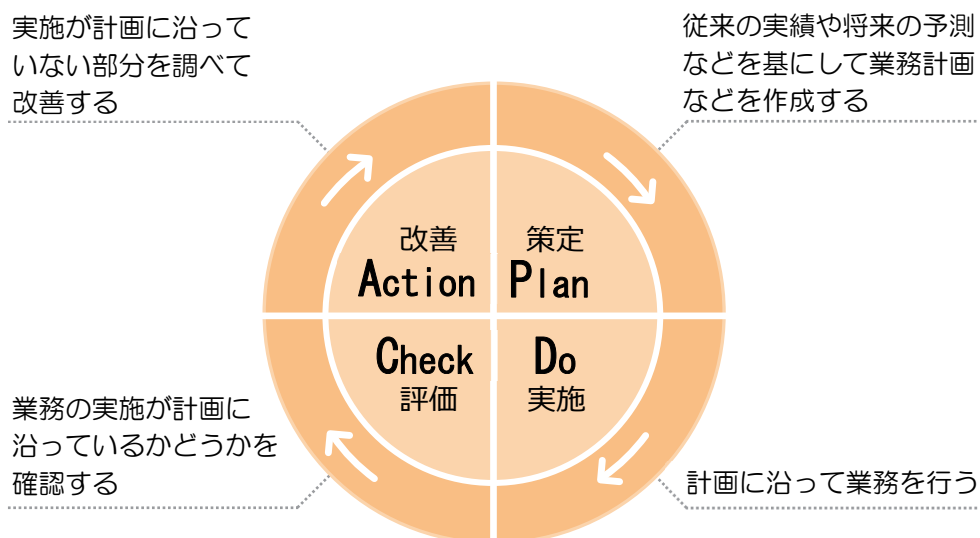 実施が計画に沿って
いない部分を調べて
改善する
従来の実績や将来の予測
などを基にして業務計画
などを作成する
改善
Action
策定
Plan
Check
評価
Do
実施
業務の実施が計画に
沿っているかどうかを
確認する
計画に沿って業務を行う